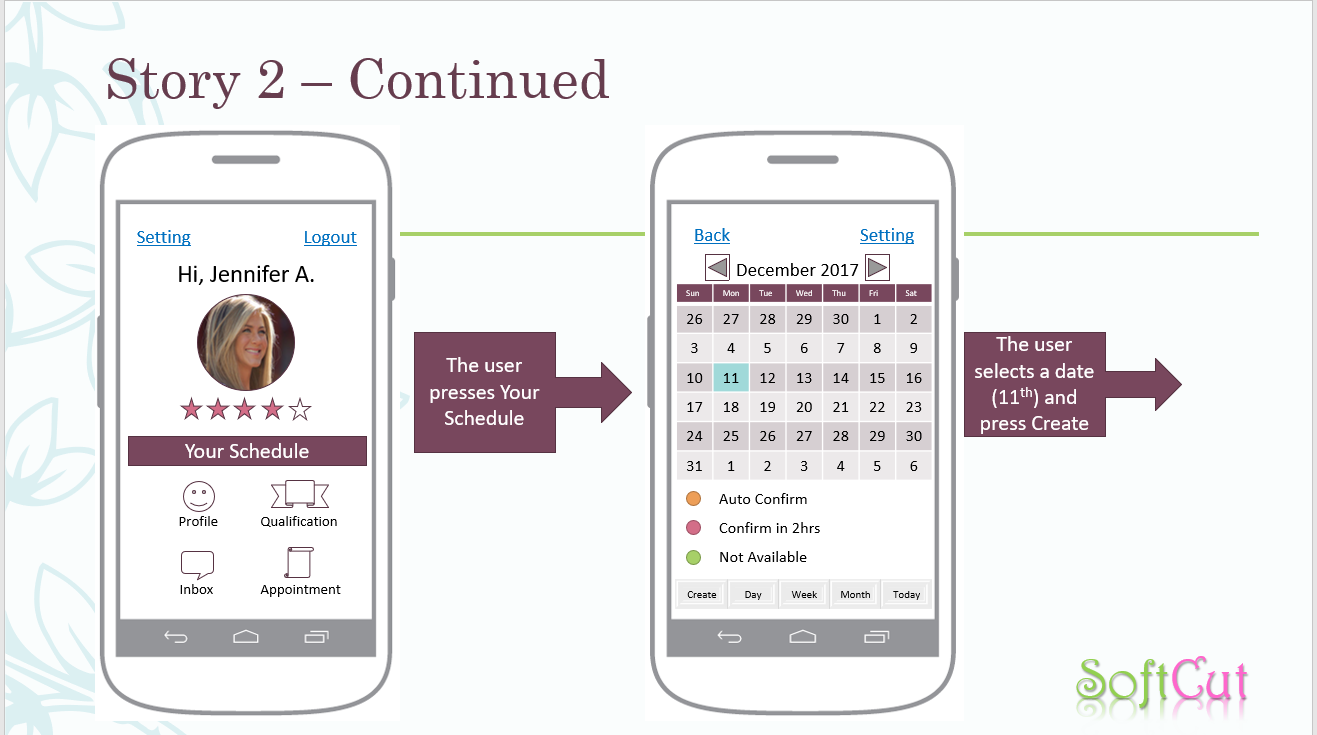 Story 2 – Continued
Setting Logout
Hi, Jennifer A.
Your Schedule
Profile Qualification
Inbox Appointment
The user
presses Your
Schedule
Back Setting
December 2017
Sun Mon Tue Wed Thu Fri Sat
26 27 28 29 30 1 2
3 4 5 6 7 8 9
10 11 12 13 14 15 16
17 18 19 20 21 22 23
24 25 26 27 28 29 30
31 1 2 3 4 5 6
Auto Confirm
Confirm in 2hrs
Not Available
Create Day Week Month Today
The user
selects a date
(11th) and
press Create
SoftCut